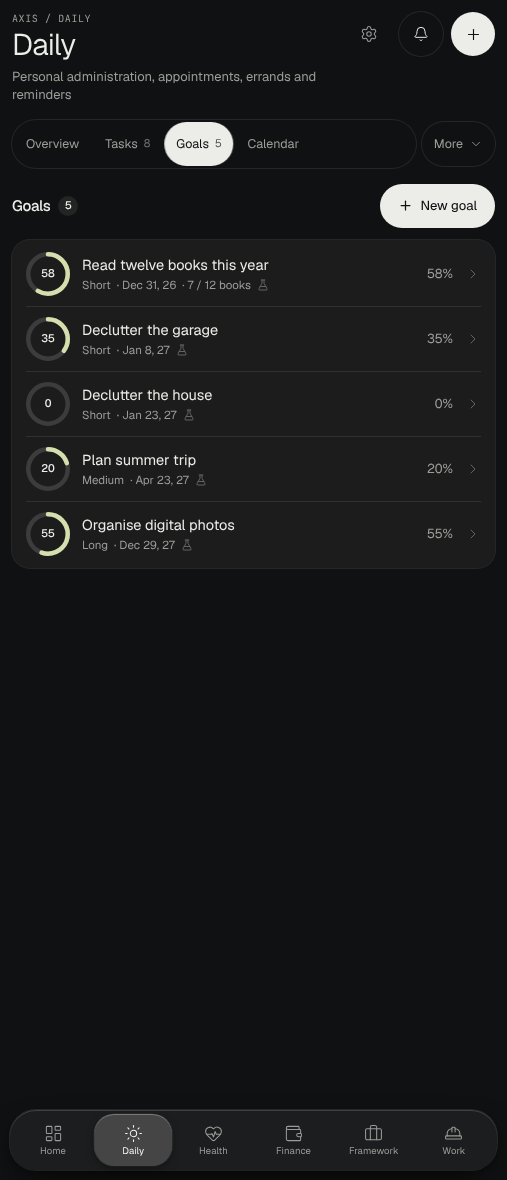 AXIS / DAILY
Daily
Personal administration, appointments, errands and
reminders
Overview Tasks 8 Goals 5 Calendar More
Goals 5 New goal
58 Read twelve books this year 58%
Short · Dec 31, 26 · 7 / 12 books
35 Declutter the garage 35%
Short · Jan 8, 27
0 Declutter the house 0%
Short · Jan 23, 27
20 Plan summer trip 20%
Medium · Apr 23, 27
55 Organise digital photos 55%
Long · Dec 29, 27
Home Daily Health Finance Framework Work